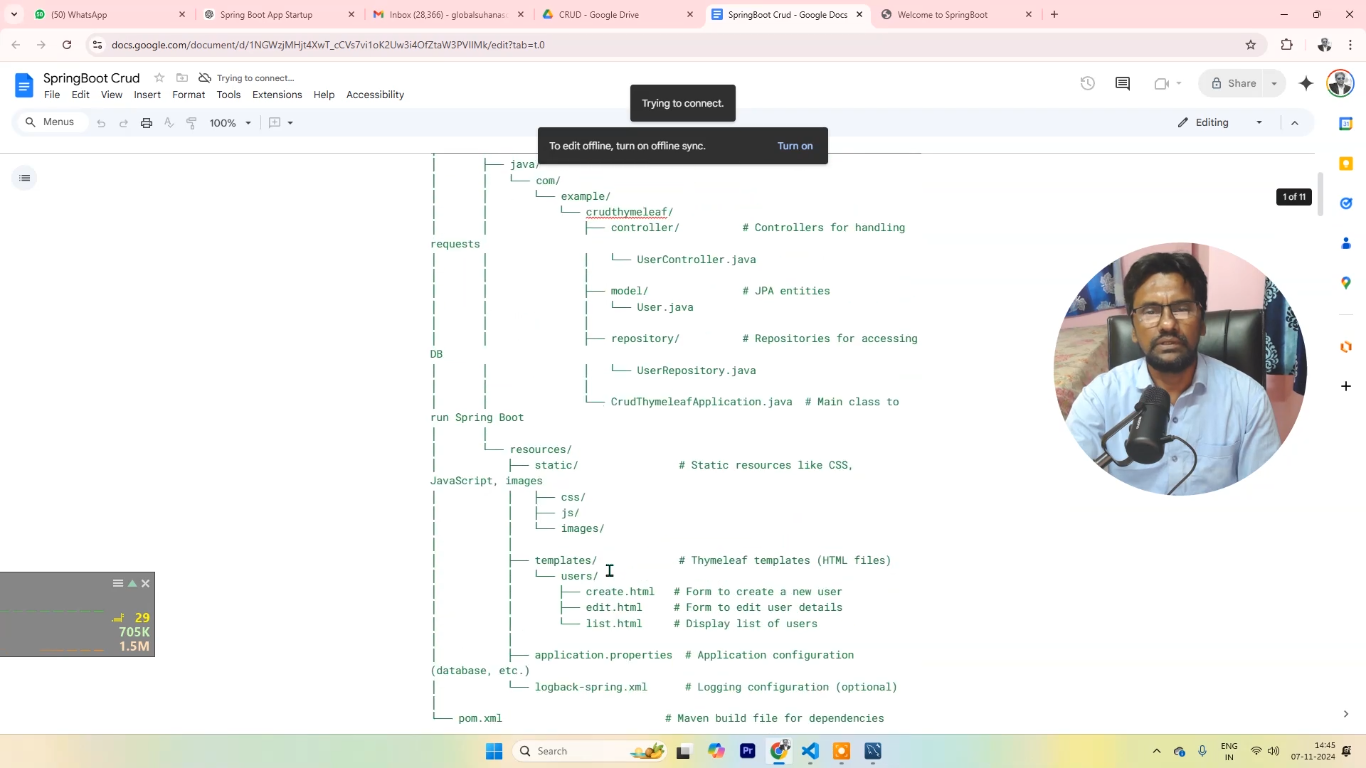 (50) WhatsApp
Spring Boot App Startup
Inbox (28,366) - globalsuhanas
CRUD - Google Drive
SpringBoot Crud - Google Docs
Welcome to SpringBoot
docs.google.com/document/d/1NGWzjMHjt4XwT_cCVs7vi1oK2Uw3i4OfZtaW3PVIIMk/edit?tab=t.0
SpringBoot Crud
Trying to connect...
File Edit View Insert Format Tools Extensions Help Accessibility
Share
Trying to connect.
Menus
100%
Editing
To edit offline, turn on offline sync.
Turn on
1 of 11
├── java/
└── com/
└── example/
└── crudthymeleaf/
├── controller/ # Controllers for handling
requests
│ └── UserController.java
├── model/ # JPA entities
│ └── User.java
├── repository/ # Repositories for accessing
DB
│ └── UserRepository.java
└── CrudThymeleafApplication.java # Main class to
run Spring Boot
└── resources/
├── static/ # Static resources like CSS,
JavaScript, images
│ ├── css/
│ ├── js/
│ └── images/
├── templates/ # Thymeleaf templates (HTML files)
│ └── users/
│ ├── create.html # Form to create a new user
│ ├── edit.html # Form to edit user details
│ └── list.html # Display list of users
├── application.properties # Application configuration
(database, etc.)
└── logback-spring.xml # Logging configuration (optional)
└── pom.xml # Maven build file for dependencies
29
705K
1.5M
Search
ENG
IN
14:45
07-11-2024